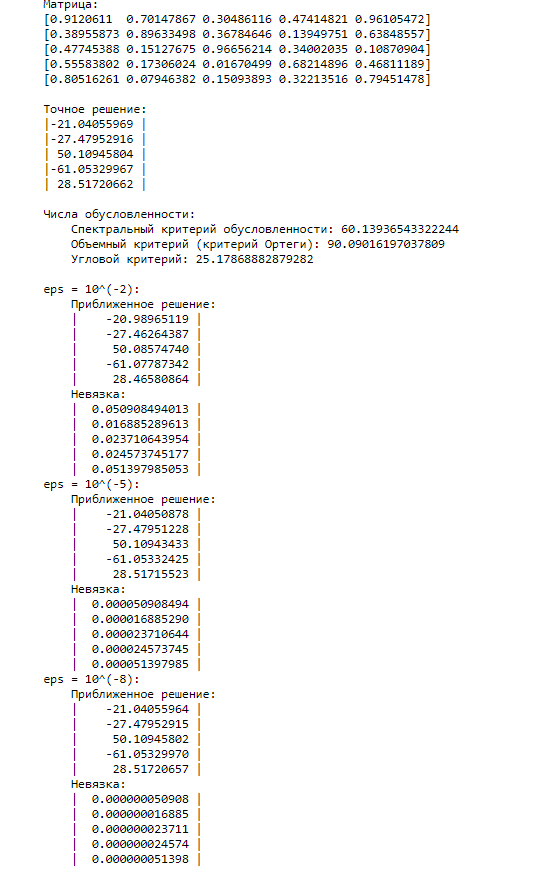 Матрица:
[0.9120611  0.70147867 0.30486116 0.47414821 0.96105472]
[0.38955873 0.89633498 0.36784646 0.13949751 0.63848557]
[0.47745388 0.15127675 0.96656214 0.34002035 0.10870904]
[0.55583802 0.17306024 0.01670499 0.68214896 0.46811189]
[0.80516261 0.07946382 0.15093893 0.32213516 0.79451478]
Точное решение:
|-21.04055969 |
|-27.47952916 |
| 50.10945804 |
|-61.05329967 |
| 28.51720662 |
Числа обусловленности:
Спектральный критерий обусловленности: 60.13936543322244
Объемный критерий (критерий Ортеги): 90.09016197037809
Угловой критерий: 25.17868882879282
eps = 10^(-2):
Приближенное решение:
| -20.98965119 |
| -27.46264387 |
| 50.08574740 |
| -61.07787342 |
| 28.46580864 |
Невязка:
| 0.050908494013 |
| 0.016885289613 |
| 0.023710643954 |
| 0.024573745177 |
| 0.051397985053 |
eps = 10^(-5):
Приближенное решение:
| -21.04050878 |
| -27.47951228 |
| 50.10943433 |
| -61.05332425 |
| 28.51715523 |
Невязка:
| 0.000050908494 |
| 0.000016885290 |
| 0.000023710644 |
| 0.000024573745 |
| 0.000051397985 |
eps = 10^(-8):
Приближенное решение:
| -21.04055964 |
| -27.47952915 |
| 50.10945802 |
| -61.05329970 |
| 28.51720657 |
Невязка:
| 0.000000050908 |
| 0.000000016885 |
| 0.000000023711 |
| 0.000000024574 |
| 0.000000051398 |